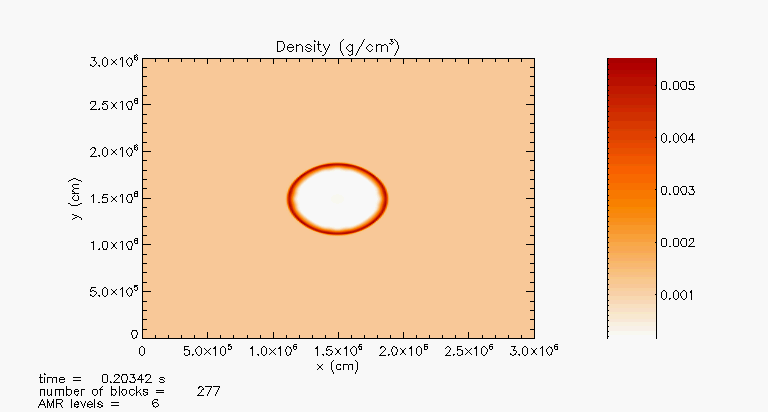 Density (g/cm³)
3.0×10⁶
2.5×10⁶
2.0×10⁶
1.5×10⁶
1.0×10⁶
5.0×10⁵
0
y (cm)
0 5.0×10⁵ 1.0×10⁶ 1.5×10⁶ 2.0×10⁶ 2.5×10⁶ 3.0×10⁶
x (cm)
0.005
0.004
0.003
0.002
0.001
time = 0.20342 s
number of blocks = 277
AMR levels = 6